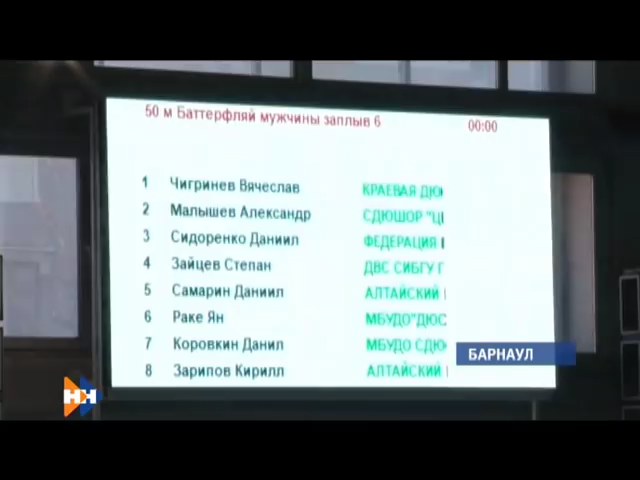 50 м Баттерфляй мужчины заплыв 6 00:00
1 Чигринев Вячеслав КРАЕВАЯ ДЮ
2 Малышев Александр СДЮШОР "Ц
3 Сидоренко Даниил ФЕДЕРАЦИЯ
4 Зайцев Степан ДВС СИБГУ
5 Самарин Даниил АЛТАЙСКИЙ
6 Раке Ян МБУДО"ДЮС
7 Коровкин Данил МБУДО СДЮ
8 Зарипов Кирилл АЛТАЙСКИЙ
БАРНАУЛ
НК